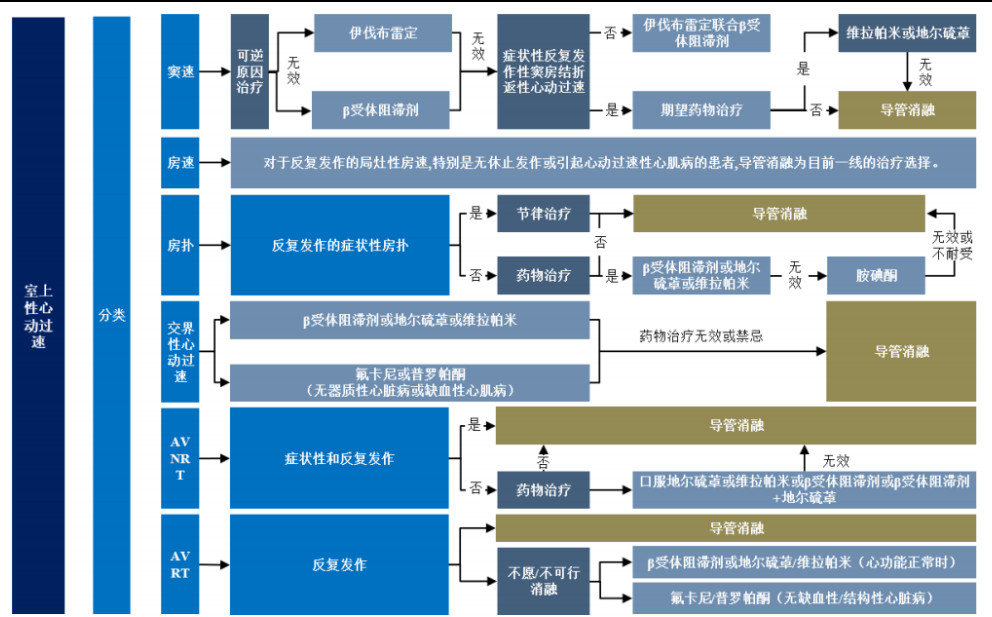 室上
性心
动过
速
分类
窦速
可逆
原因
治疗
无
效
伊伐布雷定
β受体阻滞剂
无
效
症状性反复发
作性窦房结折
返性心动过速
否
伊伐布雷定联合β受
体阻滞剂
是
期望药物治疗
是
维拉帕米或地尔硫䓬
无
效
否
导管消融
房速
对于反复发作的局灶性房速,特别是无休止发作或引起心动过速性心肌病的患者,导管消融为目前一线的治疗选择。
房扑
反复发作的症状性房扑
是
节律治疗
导管消融
否
否
药物治疗
是
β受体阻滞剂或地尔
硫䓬或维拉帕米
无
效
胺碘酮
无效或
不耐受
交界
性心
动过
速
β受体阻滞剂或地尔硫䓬或维拉帕米
氟卡尼或普罗帕酮
（无器质性心脏病或缺血性心肌病）
药物治疗无效或禁忌
导管消融
AV
NR
T
症状性和反复发作
是
导管消融
否
药物治疗
否
无效
口服地尔硫䓬或维拉帕米或β受体阻滞剂或β受体阻滞剂
+地尔硫䓬
AV
RT
反复发作
导管消融
不愿/不可行
消融
β受体阻滞剂或地尔硫䓬/维拉帕米（心功能正常时）
氟卡尼/普罗帕酮（无缺血性/结构性心脏病）